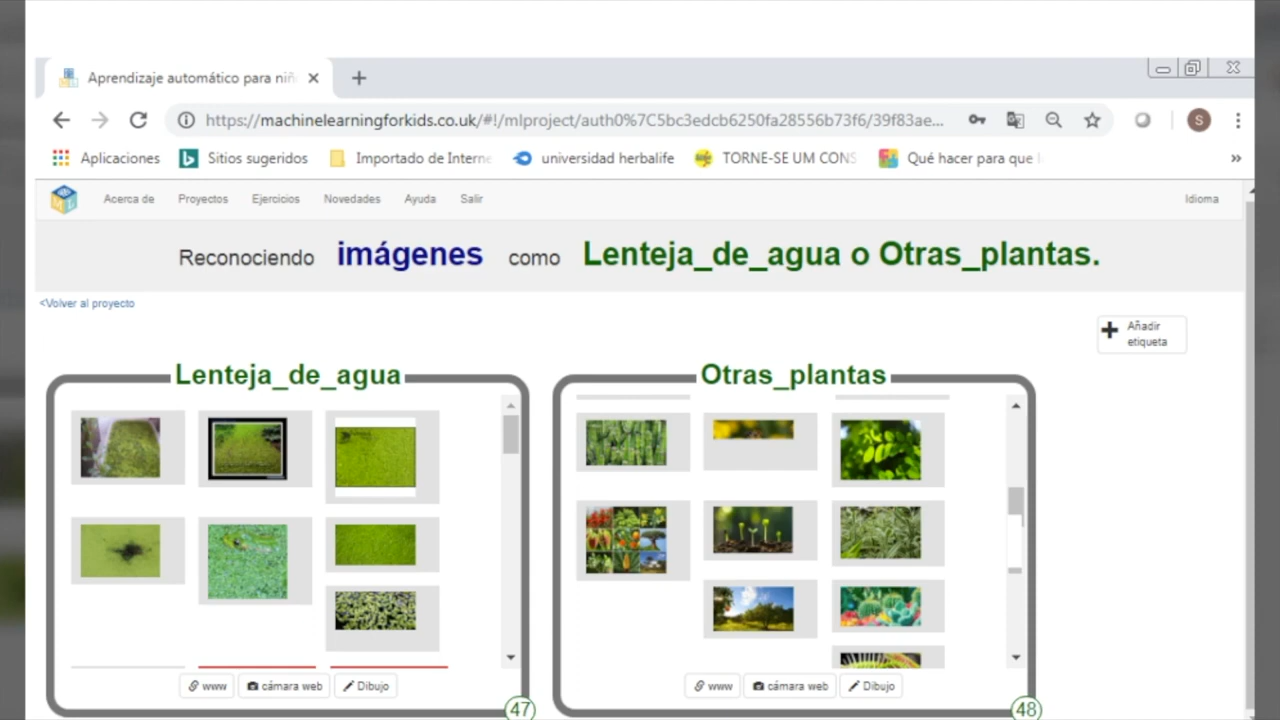 Aprendizaje automático para niñ
https://machinelearningforkids.co.uk/#!/mlproject/auth0%7C5bc3edcb6250fa28556b73f6/39f83ae...
S
Aplicaciones
Sitios sugeridos
Importado de Interne
universidad herbalife
TORNE-SE UM CONS
Qué hacer para que l
»
Acerca de
Proyectos
Ejercicios
Novedades
Ayuda
Salir
Idioma
Reconociendo imágenes como Lenteja_de_agua o Otras_plantas.
<Volver al proyecto
Añadir
etiqueta
Lenteja_de_agua
www
cámara web
Dibujo
47
Otras_plantas
www
cámara web
Dibujo
48